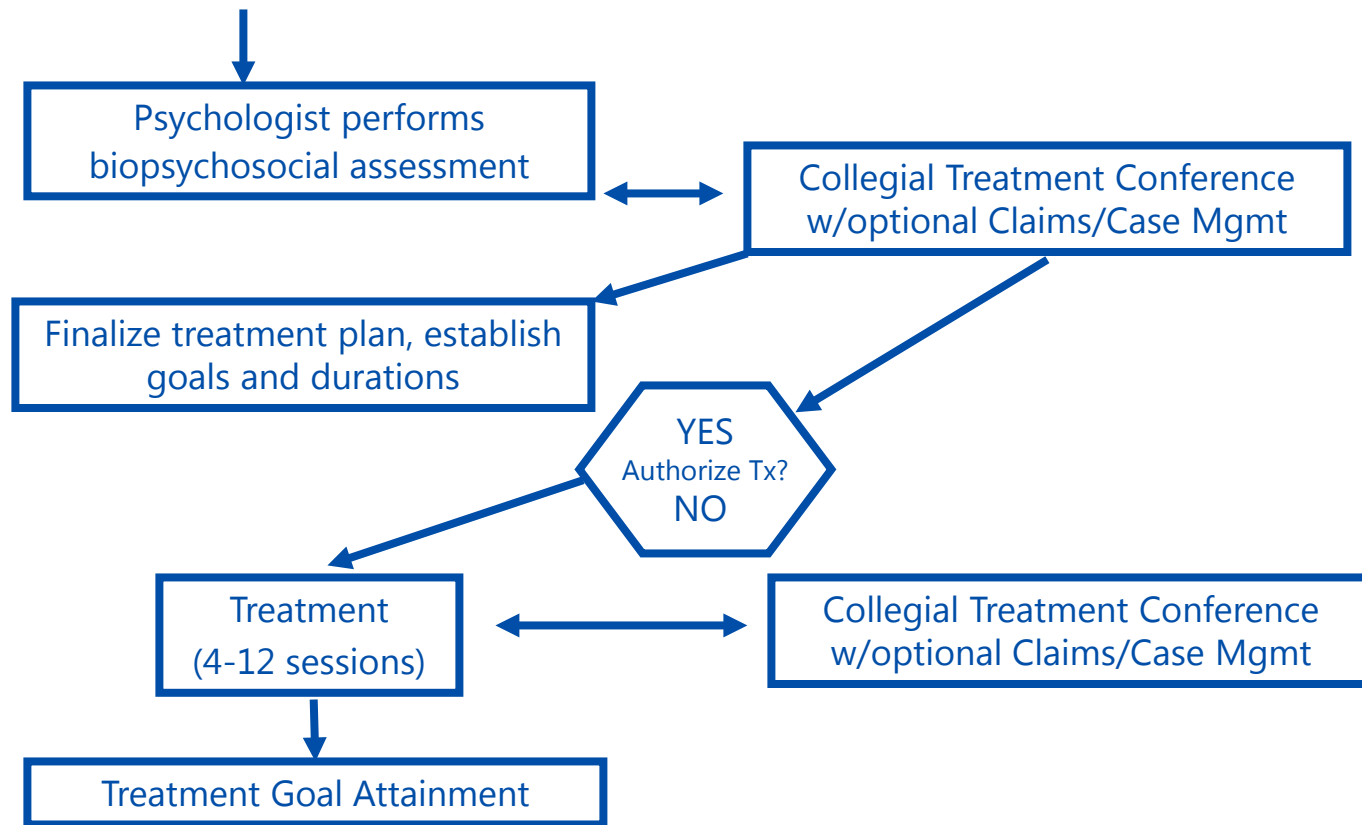 Psychologist performs
biopsychosocial assessment
Collegial Treatment Conference
w/optional Claims/Case Mgmt
Finalize treatment plan, establish
goals and durations
YES
Authorize Tx?
NO
Treatment
(4-12 sessions)
Collegial Treatment Conference
w/optional Claims/Case Mgmt
Treatment Goal Attainment